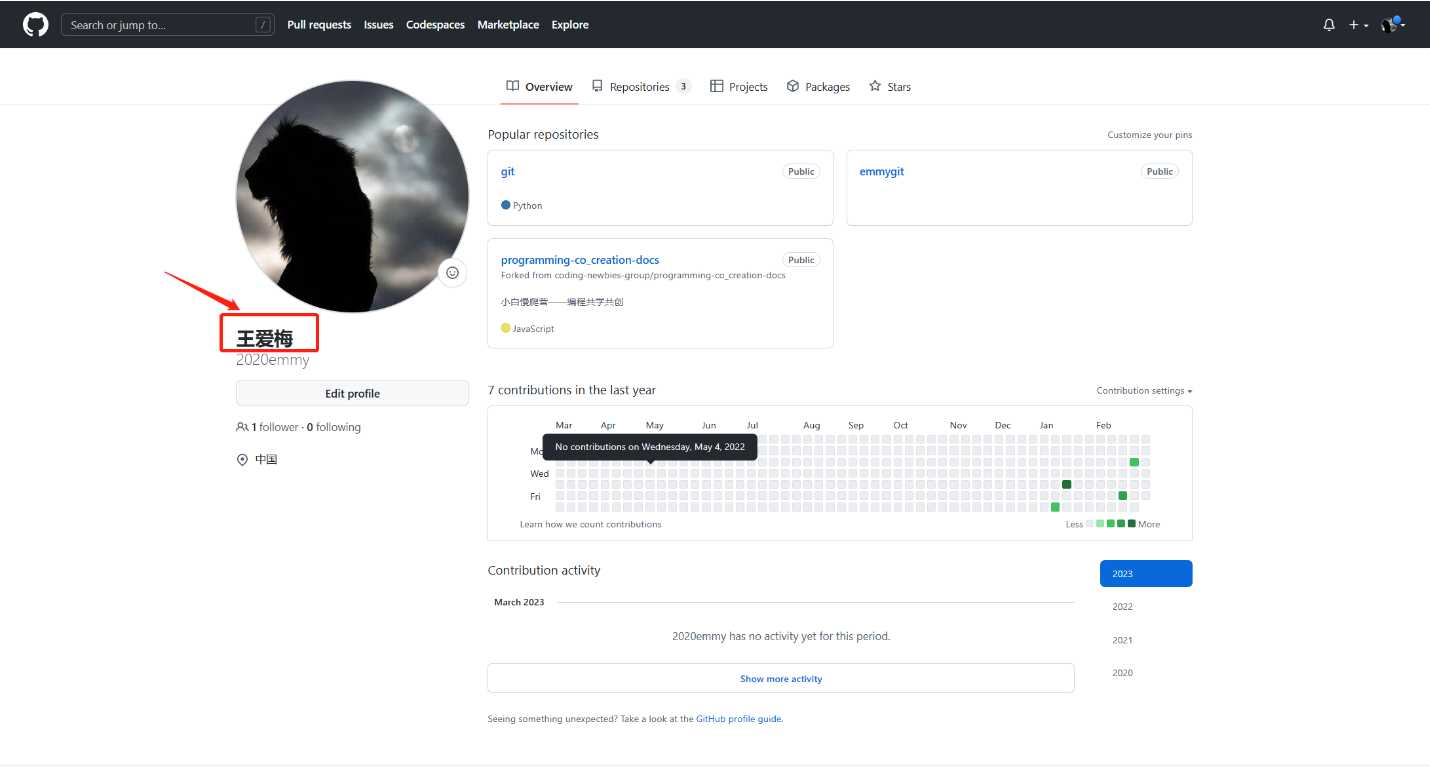 Search or jump to... /
Pull requests Issues Codespaces Marketplace Explore
Overview Repositories 3 Projects Packages Stars
王爱梅
2020emmy
Edit profile
1 follower · 0 following
中国
Popular repositories
Customize your pins
git Public
Python
emmygit Public
programming-co_creation-docs Public
Forked from coding-newbies-group/programming-co_creation-docs
小白慢爬营——编程共学共创
JavaScript
7 contributions in the last year
Contribution settings
Mar Apr May Jun Jul Aug Sep Oct Nov Dec Jan Feb
No contributions on Wednesday, May 4, 2022
Wed
Fri
Learn how we count contributions
Less More
Contribution activity
2023
2022
2021
2020
March 2023
2020emmy has no activity yet for this period.
Show more activity
Seeing something unexpected? Take a look at the GitHub profile guide.